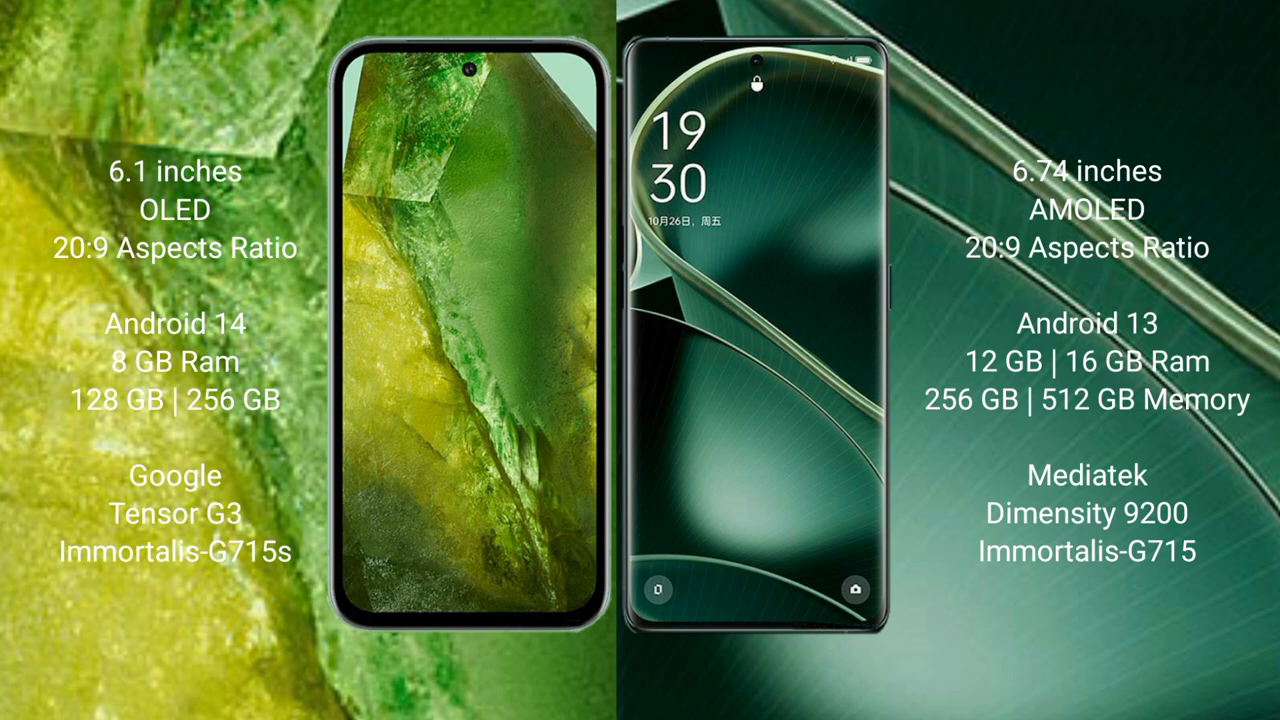 6.1 inches
OLED
20:9 Aspects Ratio
Android 14
8 GB Ram
128 GB | 256 GB
Google
Tensor G3
Immortalis-G715s
19
30
10月26日，周五
6.74 inches
AMOLED
20:9 Aspects Ratio
Android 13
12 GB | 16 GB Ram
256 GB | 512 GB Memory
Mediatek
Dimensity 9200
Immortalis-G715